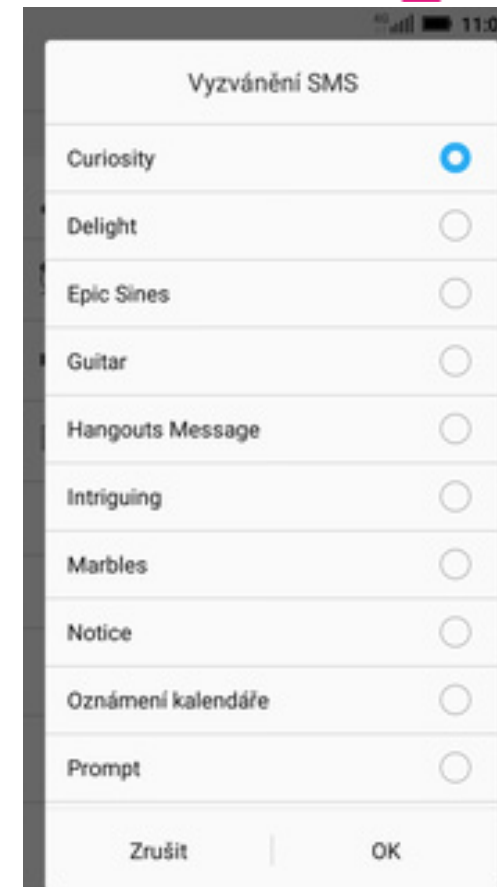 4G 11:0
Vyzvánění SMS
Curiosity
Delight
Epic Sines
Guitar
Hangouts Message
Intriguing
Marbles
Notice
Oznámení kalendáře
Prompt
Zrušit OK